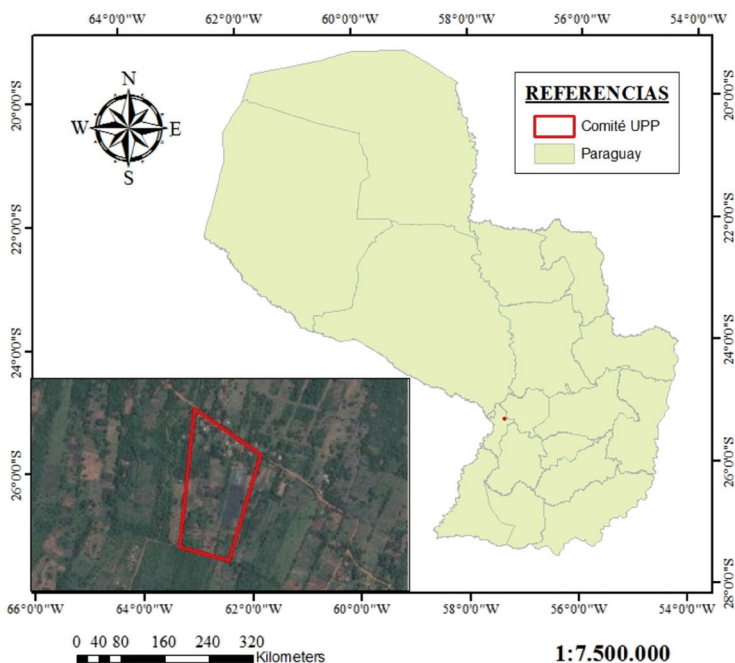 64°0'0"W 62°0'0"W 60°0'0"W 58°0'0"W 56°0'0"W 54°0'0"W
N
W E
S
REFERENCIAS
Comité UPP
Paraguay
20°0'0"S 20°0'0"S
22°0'0"S 22°0'0"S
24°0'0"S 24°0'0"S
26°0'0"S 26°0'0"S
28°0'0"S
66°0'0"W 64°0'0"W 62°0'0"W 60°0'0"W 58°0'0"W 56°0'0"W 54°0'0"W
0 40 80 160 240 320
Kilometers
1:7.500.000